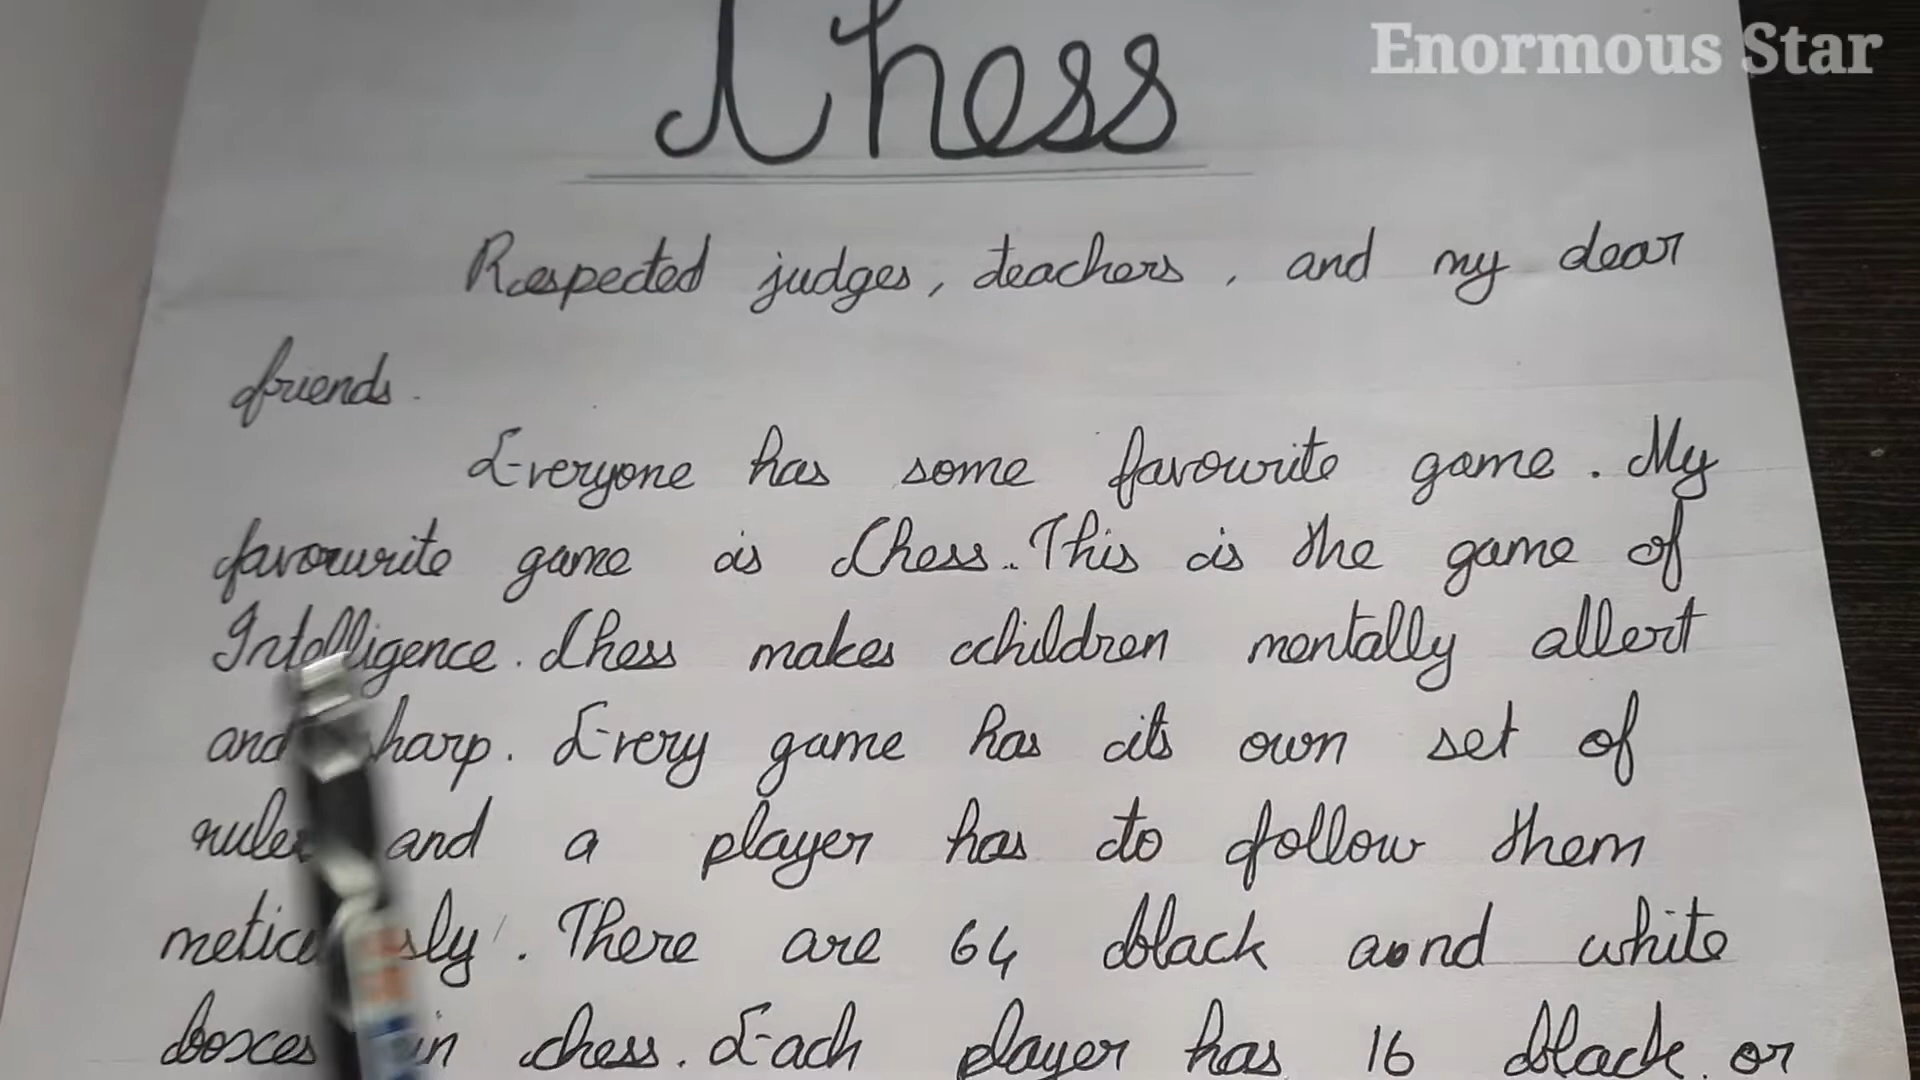 Enormous Star
Chess
Respected judges, teachers, and my dear
friends.
Everyone has some favourite game. My
favourite game is Chess. This is the game of
Intelligence. Chess makes children mentally allert
and sharp. Every game has its own set of
rules and a player has to follow them
. There are 64 black and white
boxes in chess. Each player has 16 black or